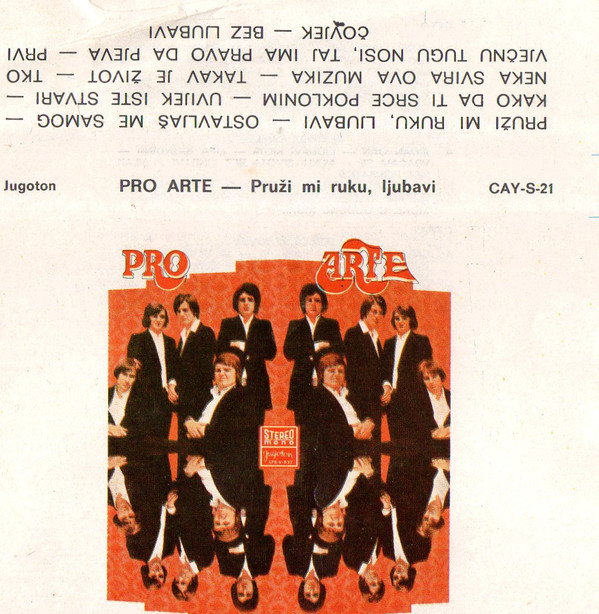 PRUŽI MI RUKU, LJUBAVI — OSTAVLJAŠ ME SAMOG —
KAKO DA TI SRCE POKLONIM — UVIJEK ISTE STVARI —
NEKA SVIRA OVA MUZIKA — TAKAV JE ŽIVOT — TKO
VJEČNU TUGU NOSI, TAJ IMA PRAVO DA PJEVA — PRVI
ČOVJEK — BEZ LJUBAVI
Jugoton PRO ARTE — Pruži mi ruku, ljubavi CAY-S-21
PRO ARTE
STEREO
mono
Jugoton